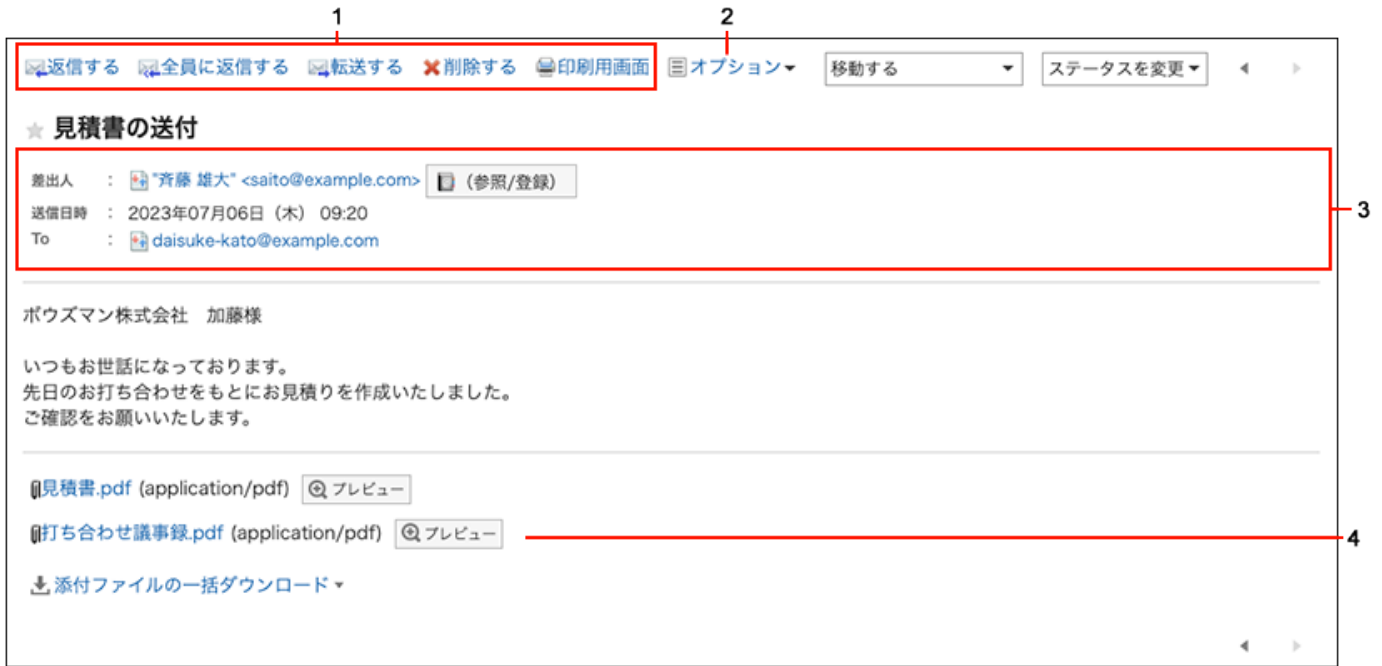 1 2
返信する 全員に返信する 転送する 削除する 印刷用画面 オプション 移動する ステータスを変更
見積書の送付
差出人 : "斉藤 雄大" <saito@example.com> (参照/登録)
送信日時 : 2023年07月06日(木) 09:20
3
To : daisuke-kato@example.com
ボウズマン株式会社 加藤様
いつもお世話になっております。
先日のお打ち合わせをもとにお見積りを作成いたしました。
ご確認をお願いいたします。
見積書.pdf (application/pdf) プレビュー
打ち合わせ議事録.pdf (application/pdf) プレビュー 4
添付ファイルの一括ダウンロード